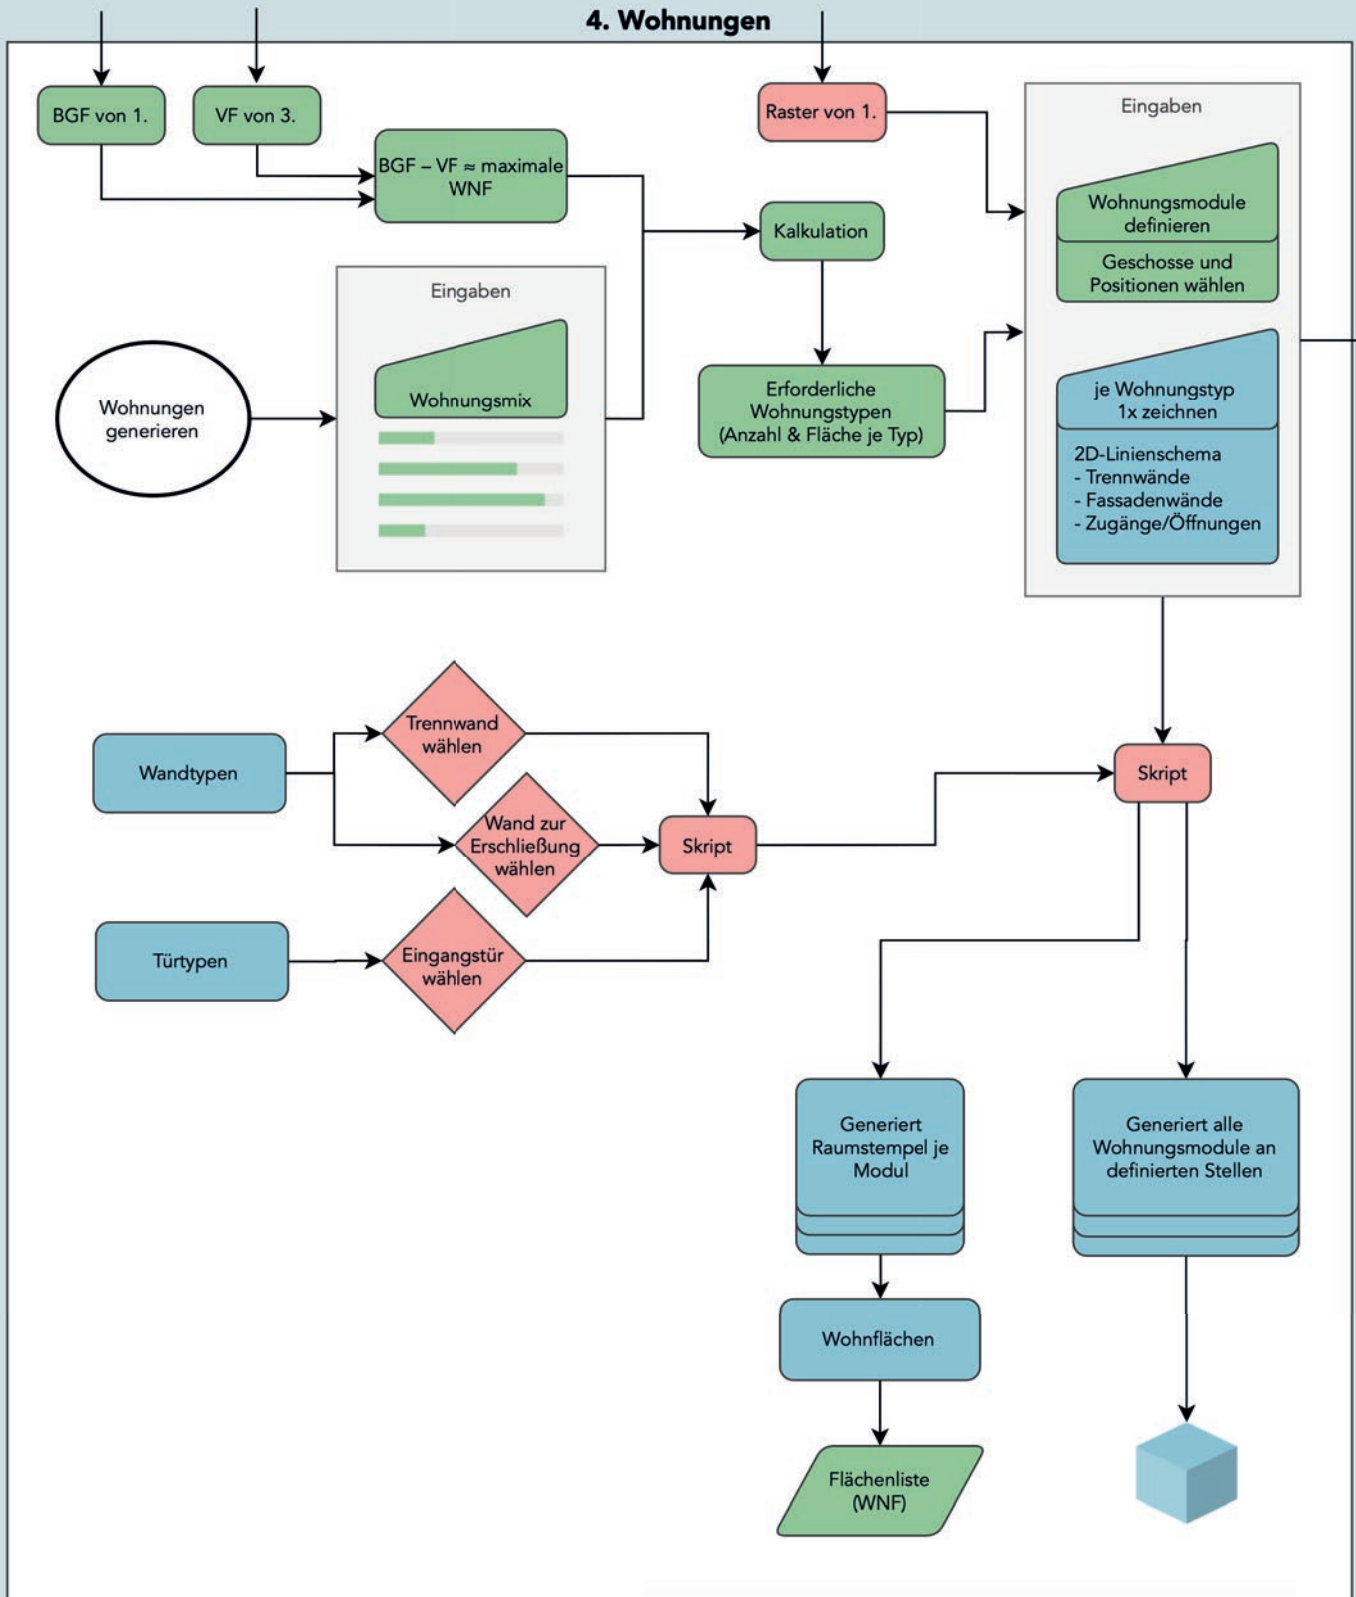 4. Wohnungen
BGF von 1.
VF von 3.
BGF – VF ≈ maximale
WNF
Raster von 1.
Kalkulation
Eingaben
Wohnungsmix
Wohnungen
generieren
Erforderliche
Wohnungstypen
(Anzahl & Fläche je Typ)
Eingaben
Wohnungsmodule
definieren
Geschosse und
Positionen wählen
je Wohnungstyp
1x zeichnen
2D-Linienschema
- Trennwände
- Fassadenwände
- Zugänge/Öffnungen
Wandtypen
Trennwand
wählen
Wand zur
Erschließung
wählen
Skript
Skript
Türtypen
Eingangstür
wählen
Generiert
Raumstempel je
Modul
Generiert alle
Wohnungsmodule an
definierten Stellen
Wohnflächen
Flächenliste
(WNF)